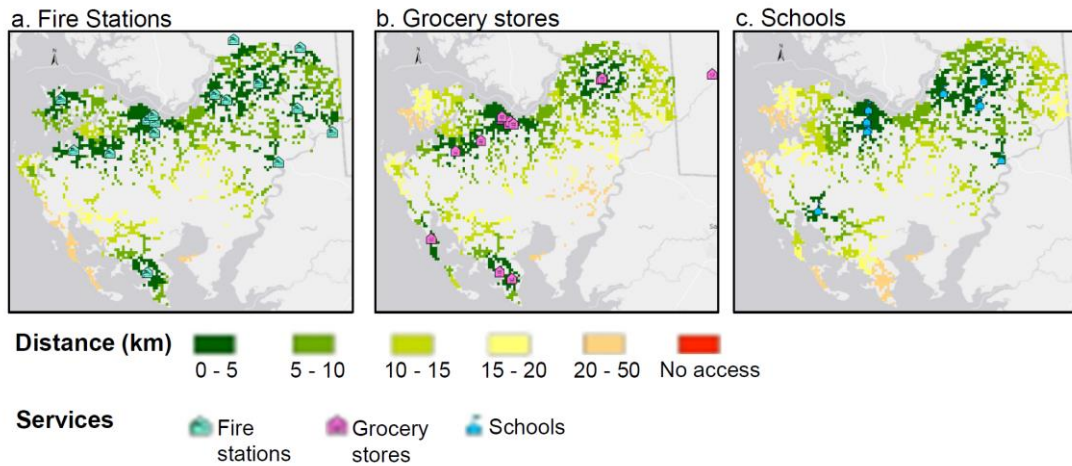 a. Fire Stations
b. Grocery stores
c. Schools
N
N
N
Sa
Distance (km)
0 - 5
5 - 10
10 - 15
15 - 20
20 - 50
No access
Services
Fire
stations
Grocery
stores
Schools